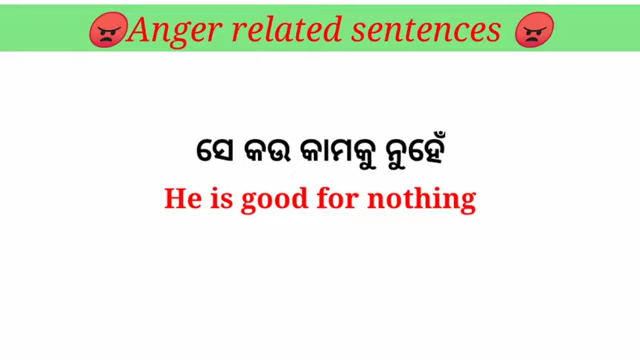 😡Anger related sentences 😡
ସେ କଉ କାମକୁ ନୁହେଁ
He is good for nothing